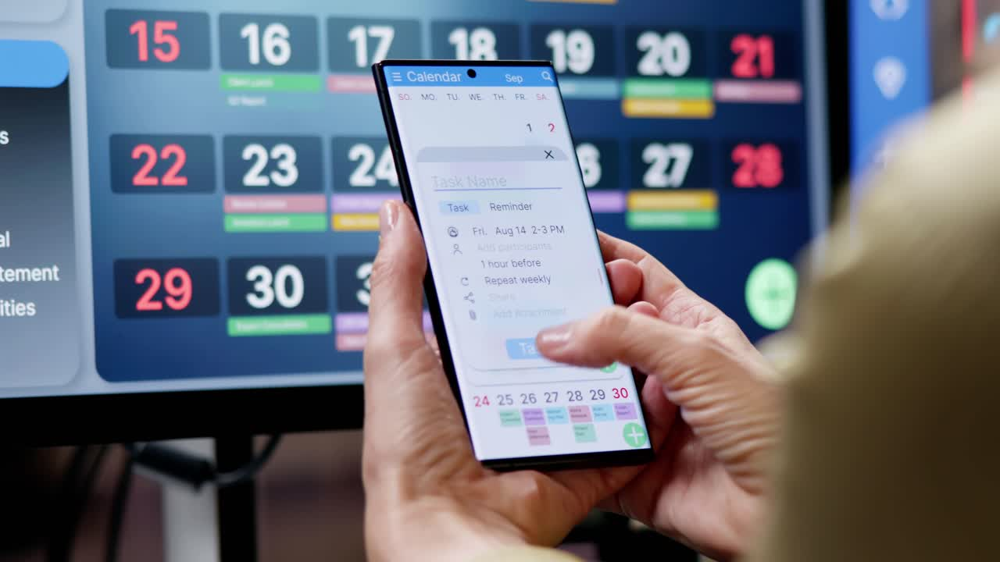 15 16 17 18 19 20 21
22 23 24 27 28
29 30
s
al
tement
ities
Calendar Sep
SO. MO. TU. WE. TH. FR. SA.
1 2
Task Name
Task Reminder
Fri. Aug 14 2-3 PM
Add participants
1 hour before
Repeat weekly
Share
Add attachment
Ta
24 25 26 27 28 29 30